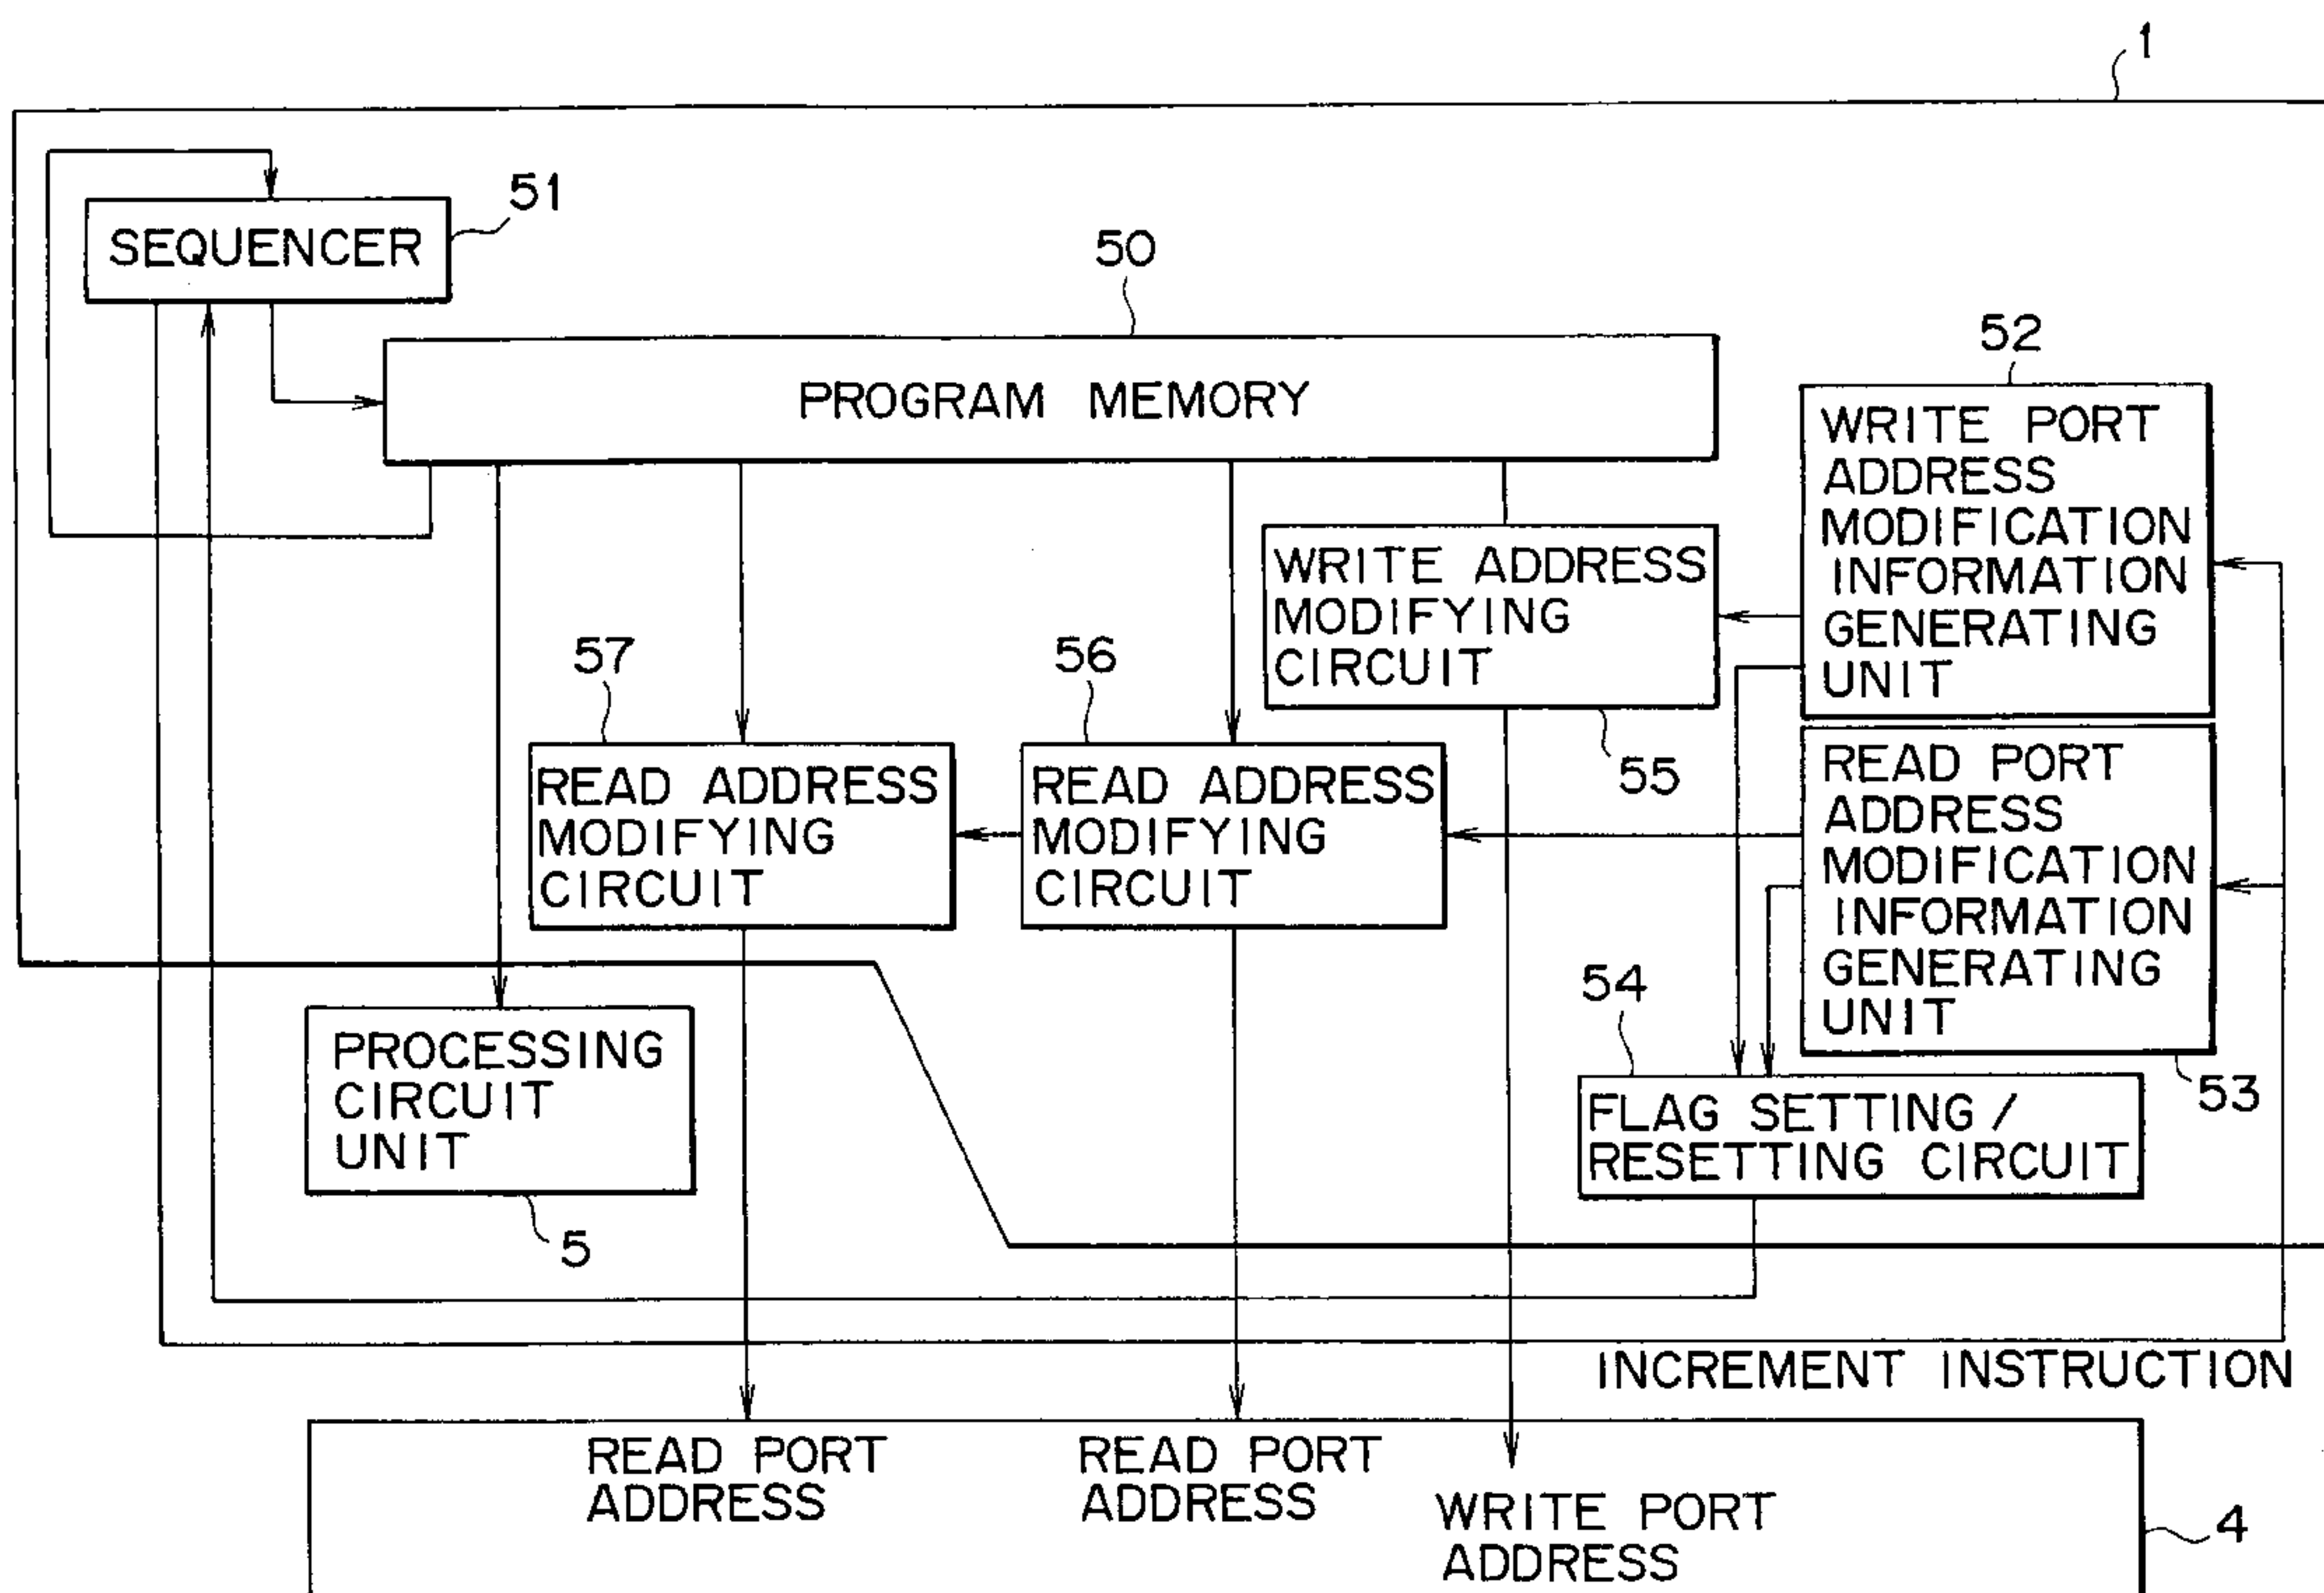 1
51
SEQUENCER
50
PROGRAM MEMORY
52
WRITE PORT
ADDRESS
MODIFICATION
INFORMATION
GENERATING
UNIT
WRITE ADDRESS
MODIFYING
CIRCUIT
55
57
READ ADDRESS
MODIFYING
CIRCUIT
56
READ ADDRESS
MODIFYING
CIRCUIT
READ PORT
ADDRESS
MODIFICATION
INFORMATION
GENERATING
UNIT
53
54
FLAG SETTING/
RESETTING CIRCUIT
PROCESSING
CIRCUIT
UNIT
5
INCREMENT INSTRUCTION
READ PORT
ADDRESS
READ PORT
ADDRESS
WRITE PORT
ADDRESS
4